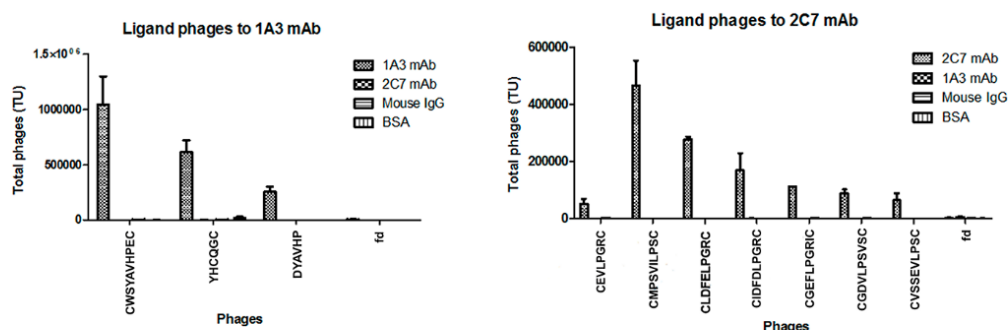 Ligand phages to 1A3 mAb
1.5×10⁰⁶
1000000
500000
0
Total phages (TU)
1A3 mAb
2C7 mAb
Mouse IgG
BSA
CWSYAVHPEC
YHCQGC
DYAVHP
fd
Phages
Ligand phages to 2C7 mAb
600000
400000
200000
0
Total phages (TU)
2C7 mAb
1A3 mAb
Mouse IgG
BSA
CEVLPGRC
CMPSVILPSC
CLDFELPGRC
CIDFDLPGRC
CGEFLPGRIC
CGDVLPSVSC
CVSSEVLPSC
fd
Phages